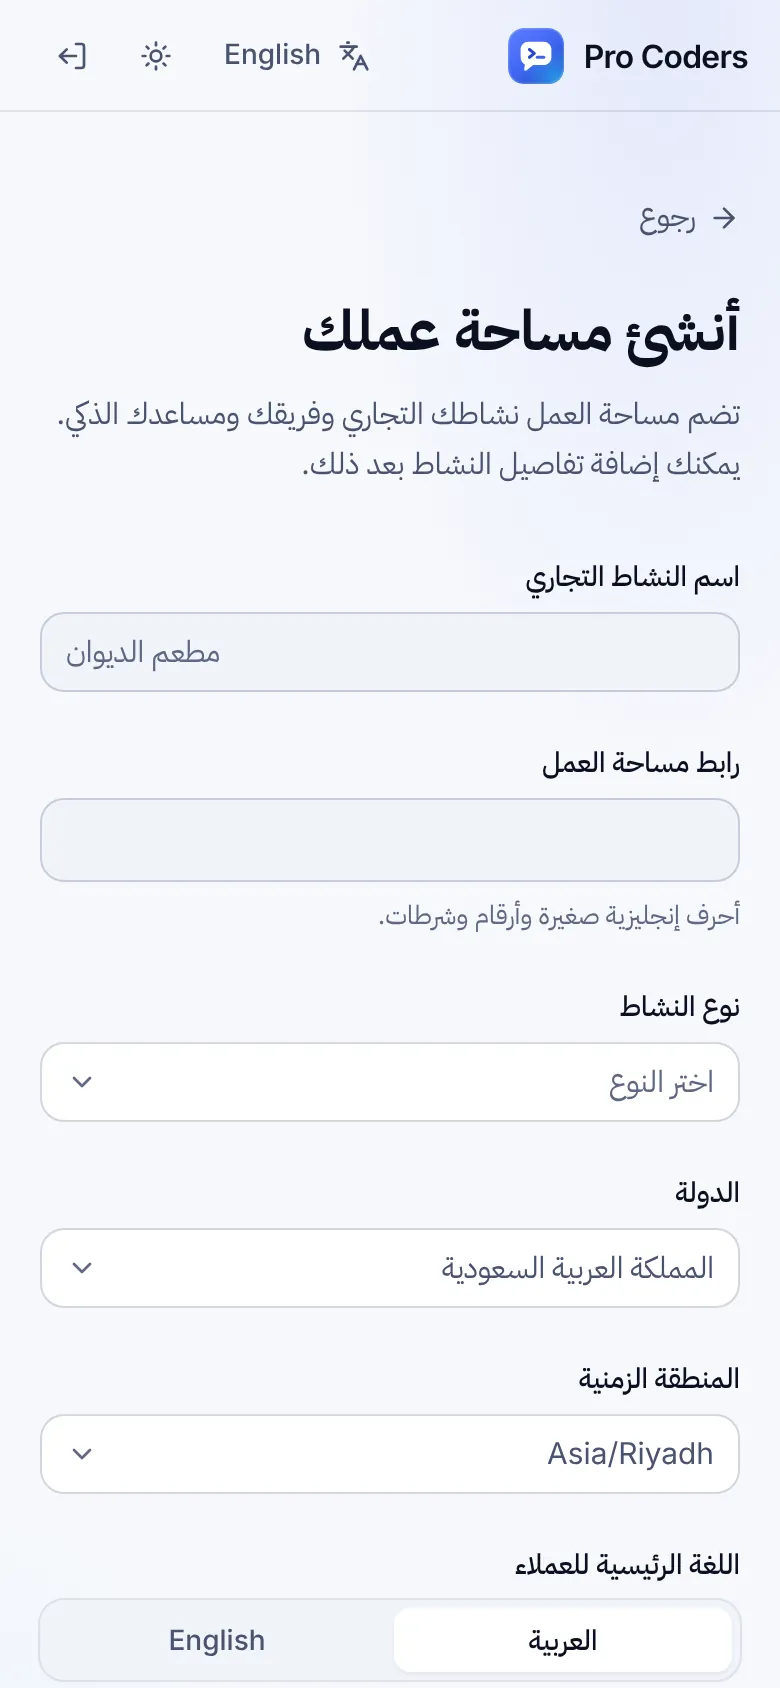 Pro Coders
English
رجوع
أنشئ مساحة عملك
تضم مساحة العمل نشاطك التجاري وفريقك ومساعدك الذكي.
يمكنك إضافة تفاصيل النشاط بعد ذلك.
اسم النشاط التجاري
مطعم الديوان
رابط مساحة العمل
أحرف إنجليزية صغيرة وأرقام وشرطات.
نوع النشاط
اختر النوع
الدولة
المملكة العربية السعودية
المنطقة الزمنية
Asia/Riyadh
اللغة الرئيسية للعملاء
العربية
English